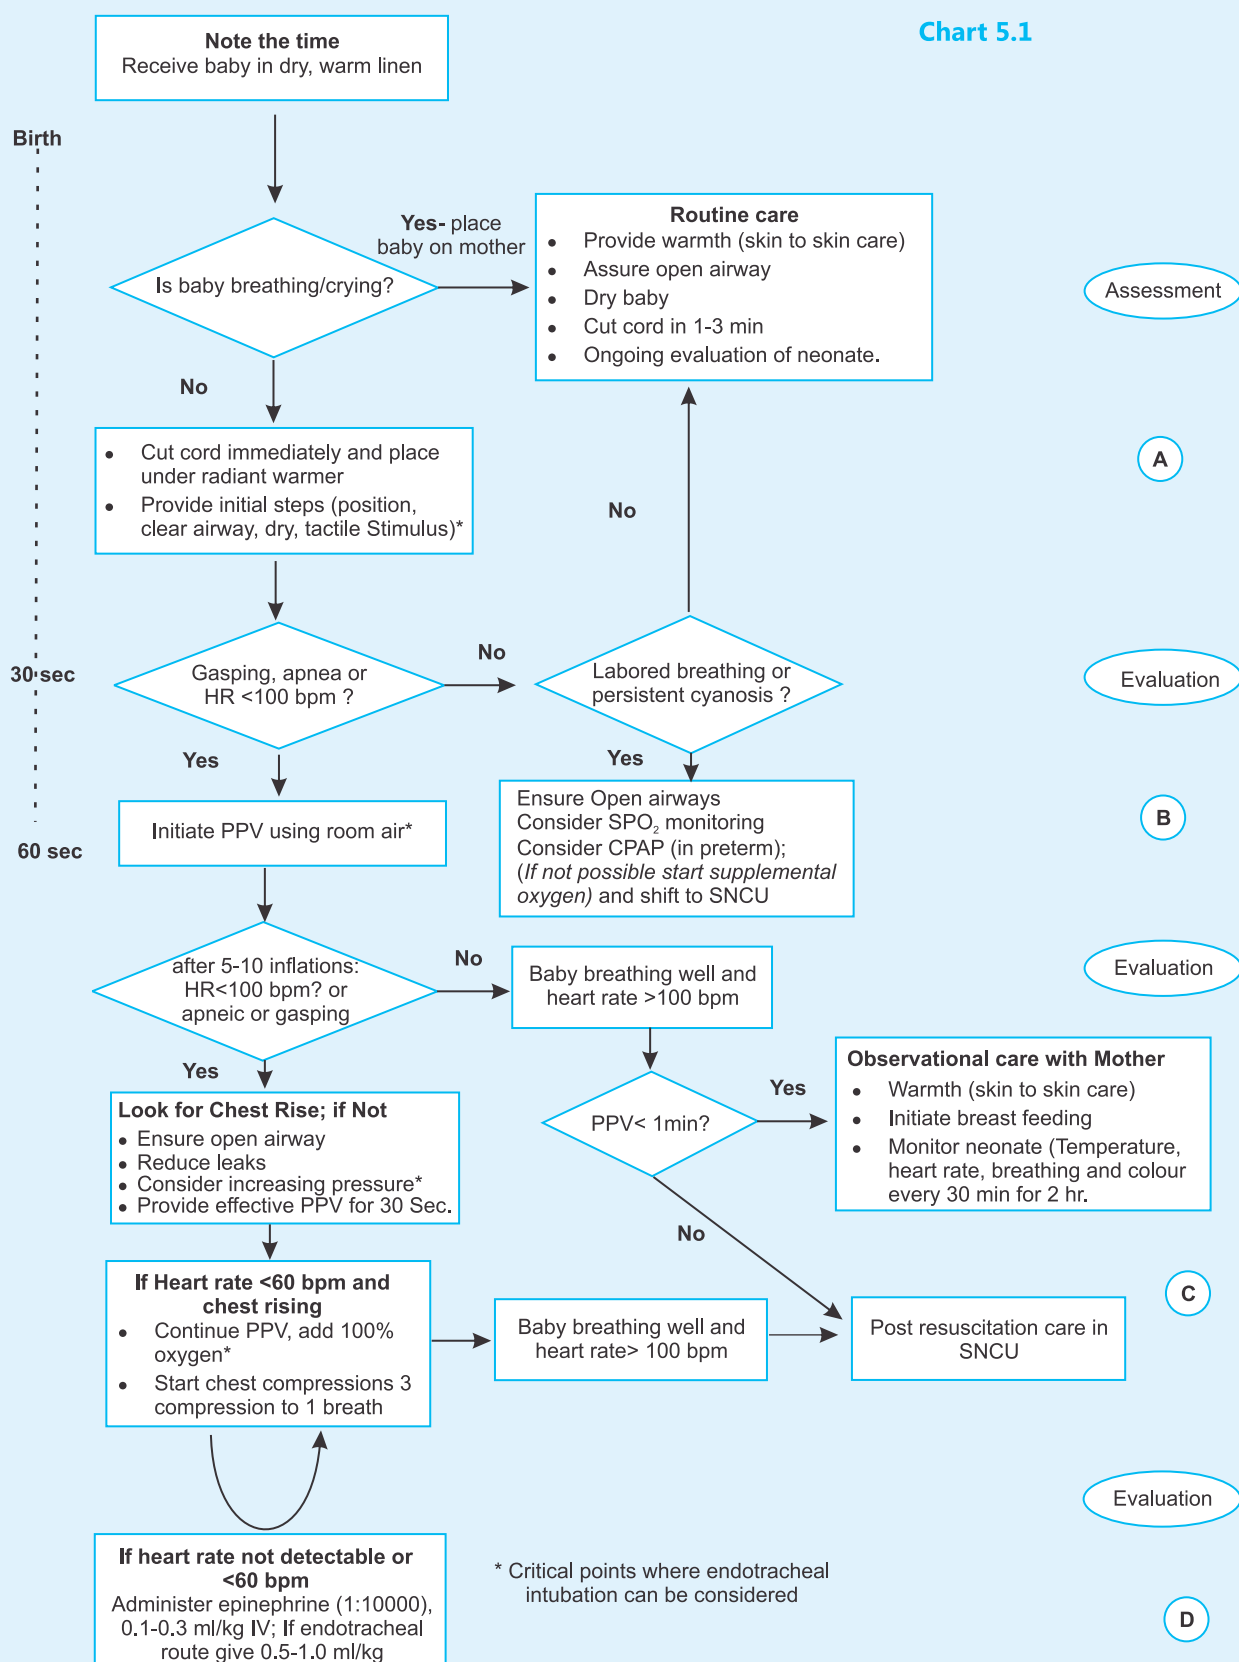 Chart 5.1
Note the time
Receive baby in dry, warm linen
Birth
Is baby breathing/crying?
Yes- place
baby on mother
Routine care
• Provide warmth (skin to skin care)
• Assure open airway
• Dry baby
• Cut cord in 1-3 min
• Ongoing evaluation of neonate.
Assessment
No
• Cut cord immediately and place
under radiant warmer
• Provide initial steps (position,
clear airway, dry, tactile Stimulus)*
No
A
30 sec
Gasping, apnea or
HR <100 bpm ?
No
Labored breathing or
persistent cyanosis ?
Evaluation
Yes
Yes
Initiate PPV using room air*
60 sec
Ensure Open airways
Consider SPO₂ monitoring
Consider CPAP (in preterm);
(If not possible start supplemental
oxygen) and shift to SNCU
B
after 5-10 inflations:
HR<100 bpm? or
apneic or gasping
No
Baby breathing well and
heart rate >100 bpm
Evaluation
Yes
PPV< 1min?
Yes
Observational care with Mother
• Warmth (skin to skin care)
• Initiate breast feeding
• Monitor neonate (Temperature,
heart rate, breathing and colour
every 30 min for 2 hr.
Look for Chest Rise; if Not
• Ensure open airway
• Reduce leaks
• Consider increasing pressure*
• Provide effective PPV for 30 Sec.
No
If Heart rate <60 bpm and
chest rising
• Continue PPV, add 100%
oxygen*
• Start chest compressions 3
compression to 1 breath
Baby breathing well and
heart rate> 100 bpm
Post resuscitation care in
SNCU
C
Evaluation
If heart rate not detectable or
<60 bpm
Administer epinephrine (1:10000),
0.1-0.3 ml/kg IV; If endotracheal
route give 0.5-1.0 ml/kg
* Critical points where endotracheal
intubation can be considered
D